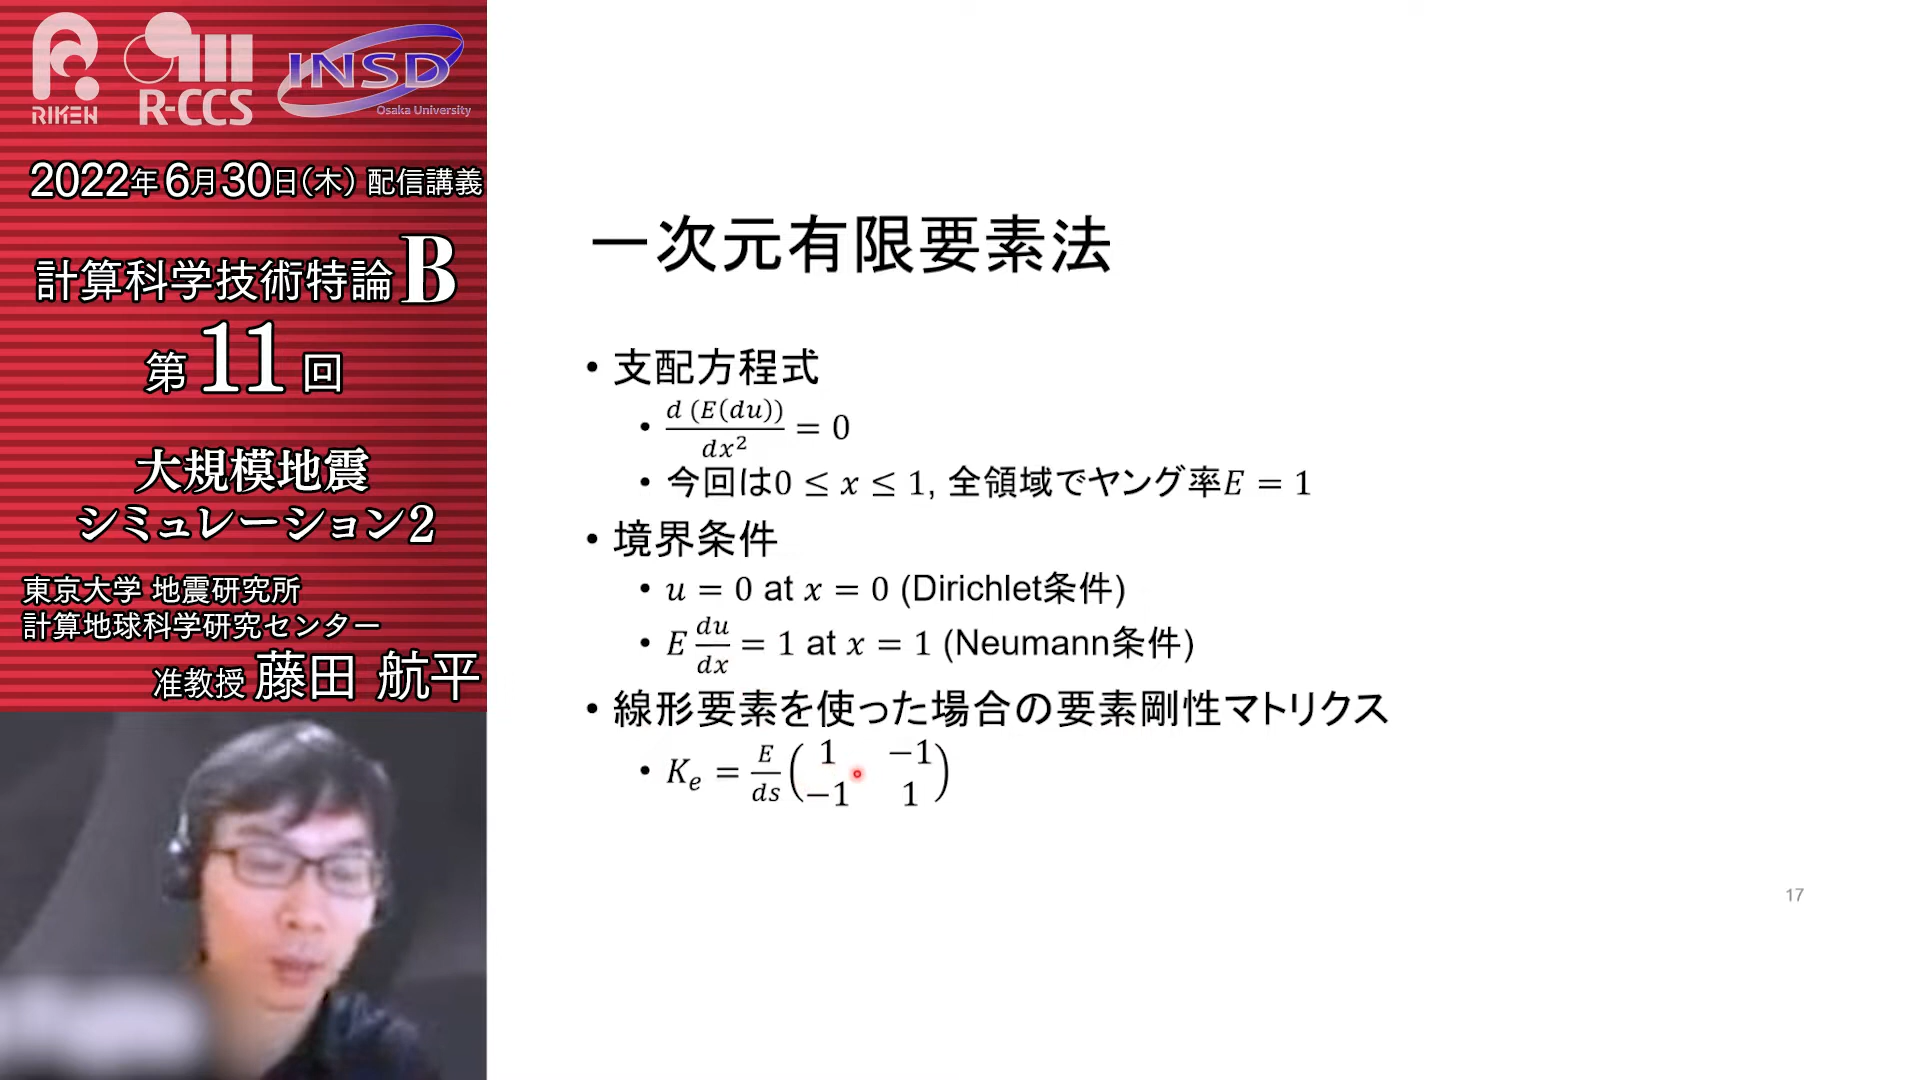 RIKEN
R-CCS
INSD
Osaka University
2022年6月30日(木) 配信講義
計算科学技術特論B
第11回
大規模地震
シミュレーション2
東京大学 地震研究所
計算地球科学研究センター
准教授 藤田 航平
一次元有限要素法
• 支配方程式
• d (E(du))/dx² = 0
• 今回は0 ≤ x ≤ 1, 全領域でヤング率E = 1
• 境界条件
• u = 0 at x = 0 (Dirichlet条件)
• E du/dx = 1 at x = 1 (Neumann条件)
• 線形要素を使った場合の要素剛性マトリクス
• Kₑ = E/ds (1 −1
−1 1)
17